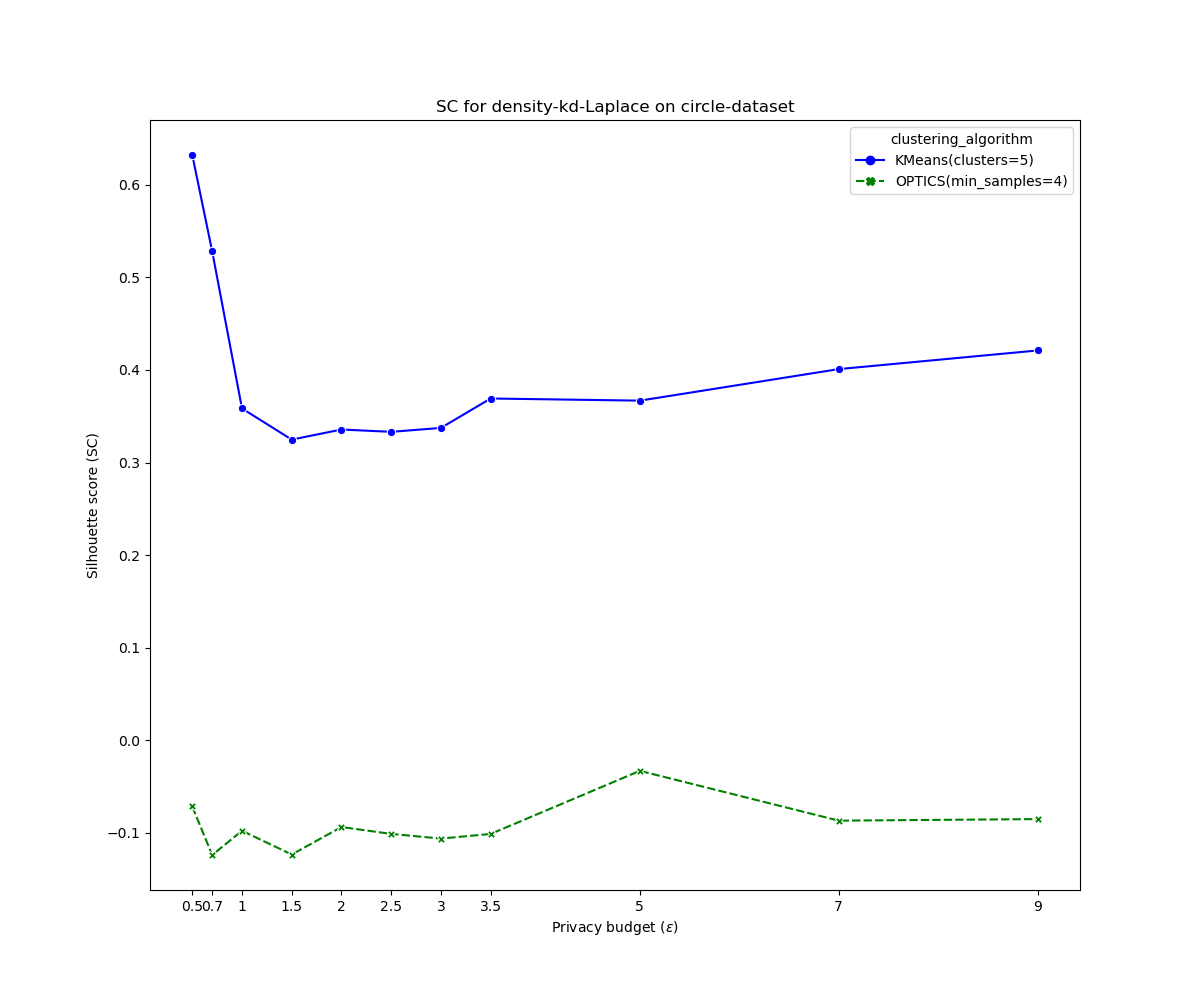 SC for density-kd-Laplace on circle-dataset
clustering_algorithm
KMeans(clusters=5)
OPTICS(min_samples=4)
Silhouette score (SC)
0.6
0.5
0.4
0.3
0.2
0.1
0.0
−0.1
0.5 0.7 1 1.5 2 2.5 3 3.5 5 7 9
Privacy budget (ε)